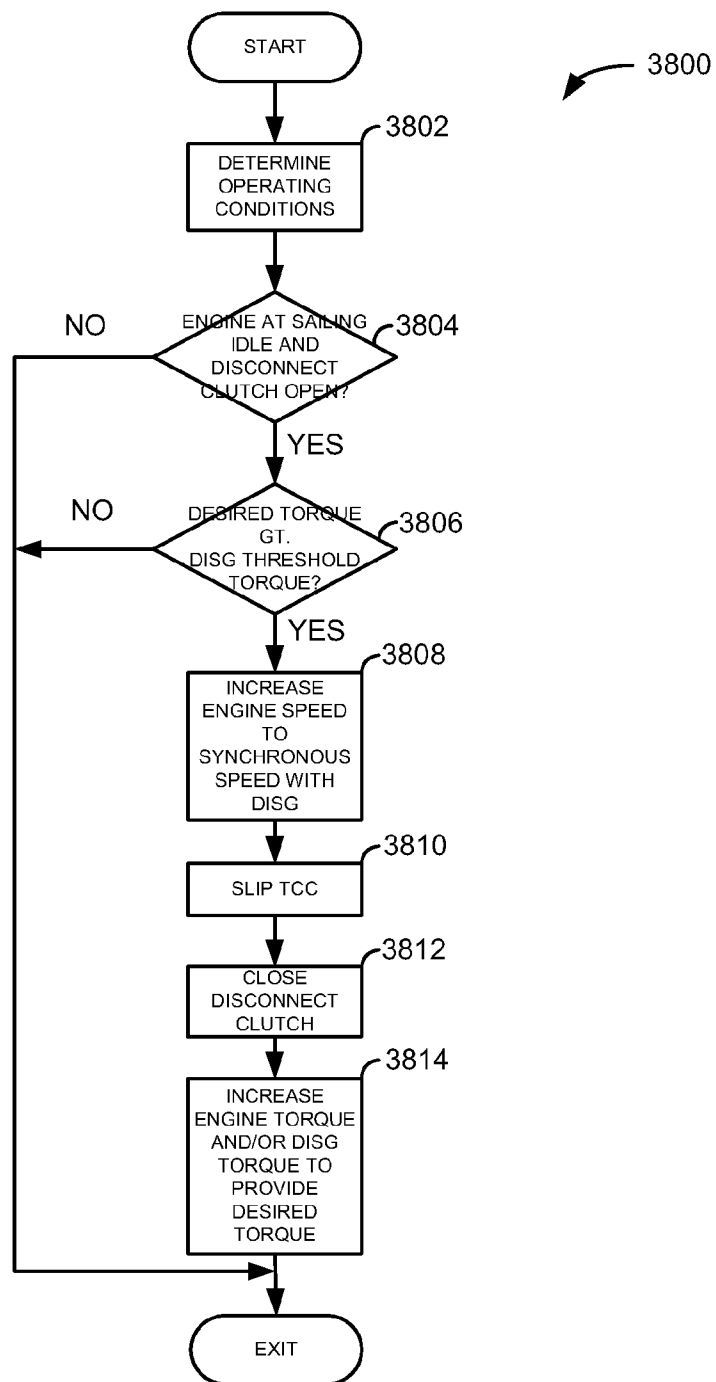 START
3800
3802
DETERMINE
OPERATING
CONDITIONS
NO
ENGINE AT SAILING
IDLE AND
DISCONNECT
CLUTCH OPEN?
3804
YES
NO
DESIRED TORQUE
GT.
DISG THRESHOLD
TORQUE?
3806
YES
3808
INCREASE
ENGINE SPEED
TO
SYNCHRONOUS
SPEED WITH
DISG
3810
SLIP TCC
3812
CLOSE
DISCONNECT
CLUTCH
3814
INCREASE
ENGINE TORQUE
AND/OR DISG
TORQUE TO
PROVIDE
DESIRED
TORQUE
EXIT